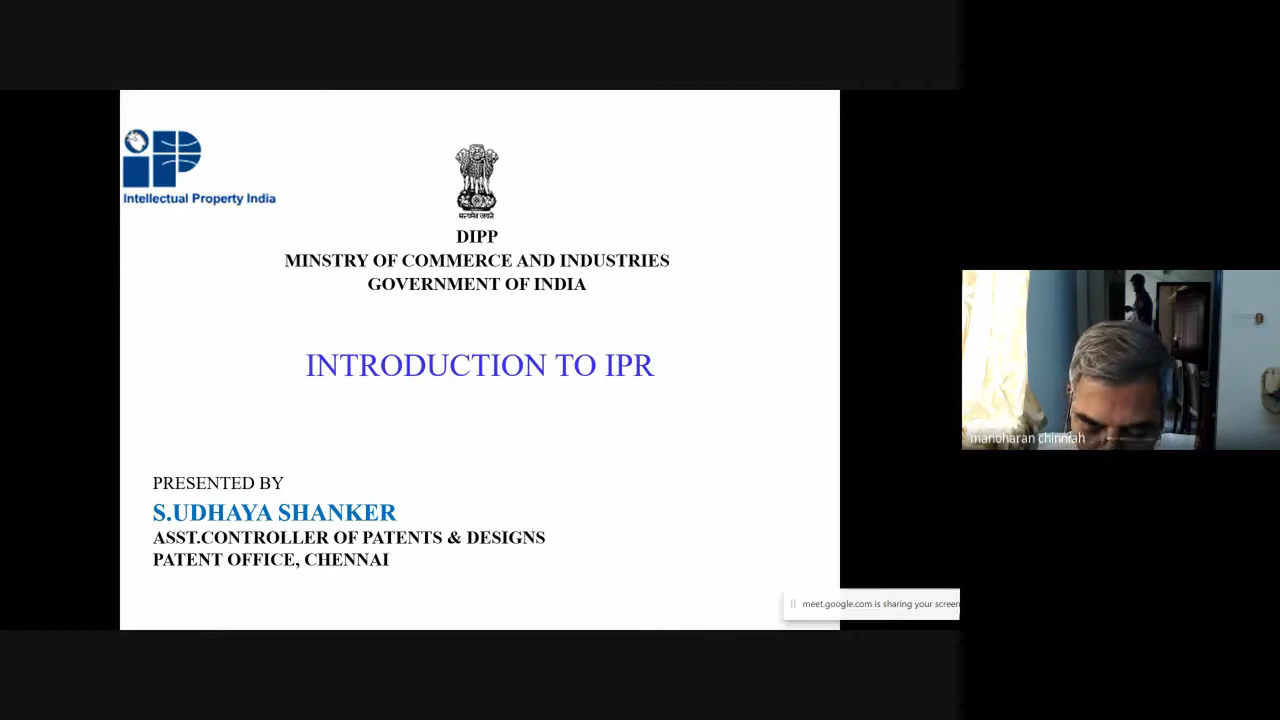 iP
Intellectual Property India
सत्यमेव जयते
DIPP
MINSTRY OF COMMERCE AND INDUSTRIES
GOVERNMENT OF INDIA
INTRODUCTION TO IPR
PRESENTED BY
S.UDHAYA SHANKER
ASST.CONTROLLER OF PATENTS & DESIGNS
PATENT OFFICE, CHENNAI
meet.google.com is sharing your screen
manoharan chinniah